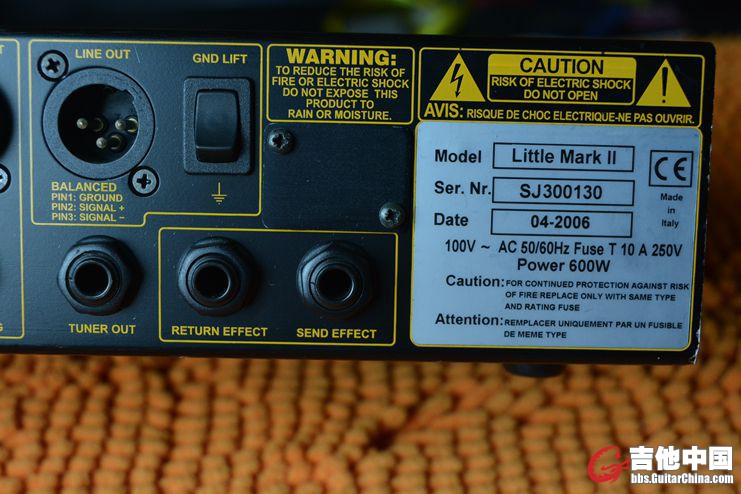 LINE OUT
GND LIFT
BALANCED
PIN1: GROUND
PIN2: SIGNAL +
PIN3: SIGNAL −
TUNER OUT
RETURN EFFECT
SEND EFFECT
WARNING:
TO REDUCE THE RISK OF
FIRE OR ELECTRIC SHOCK
DO NOT EXPOSE THIS
PRODUCT TO
RAIN OR MOISTURE.
CAUTION
RISK OF ELECTRIC SHOCK
DO NOT OPEN
AVIS: RISQUE DE CHOC ELECTRIQUE-NE PAS OUVRIR.
Model Little Mark II
Ser. Nr. SJ300130
Date 04-2006
CE
Made
in
Italy
100V ~ AC 50/60Hz Fuse T 10 A 250V
Power 600W
Caution: FOR CONTINUED PROTECTION AGAINST RISK
OF FIRE REPLACE ONLY WITH SAME TYPE
AND RATING FUSE
Attention: REMPLACER UNIQUEMENT PAR UN FUSIBLE
DE MEME TYPE
吉他中国
bbs.GuitarChina.com